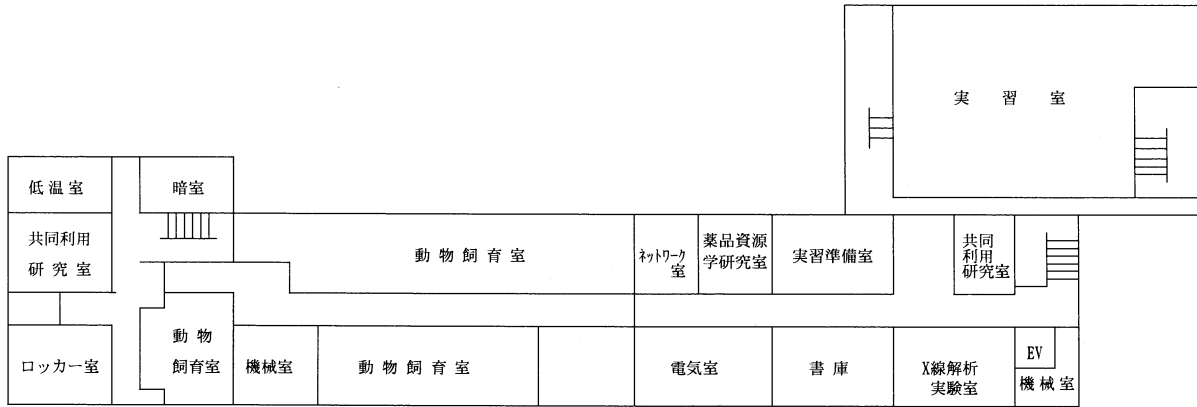 実習室
低温室
暗室
共同利用
研究室
動物飼育室
ネットワーク
室
薬品資源
学研究室
実習準備室
共同
利用
研究室
ロッカー室
動物
飼育室
機械室
動物飼育室
電気室
書庫
X線解析
実験室
EV
機械室